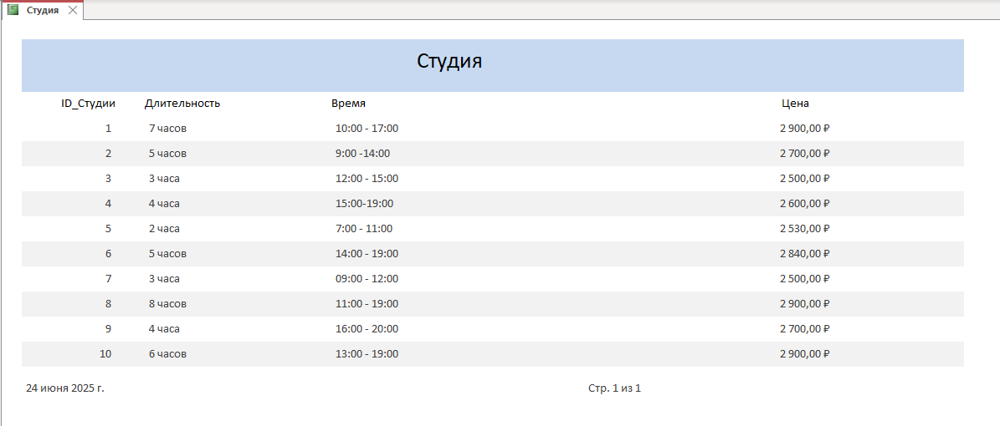 Студия
Студия
ID_Студии Длительность Время Цена
1 7 часов 10:00 - 17:00 2 900,00 ₽
2 5 часов 9:00 -14:00 2 700,00 ₽
3 3 часа 12:00 - 15:00 2 500,00 ₽
4 4 часа 15:00-19:00 2 600,00 ₽
5 2 часа 7:00 - 11:00 2 530,00 ₽
6 5 часов 14:00 - 19:00 2 840,00 ₽
7 3 часа 09:00 - 12:00 2 500,00 ₽
8 8 часов 11:00 - 19:00 2 900,00 ₽
9 4 часа 16:00 - 20:00 2 700,00 ₽
10 6 часов 13:00 - 19:00 2 900,00 ₽
24 июня 2025 г. Стр. 1 из 1